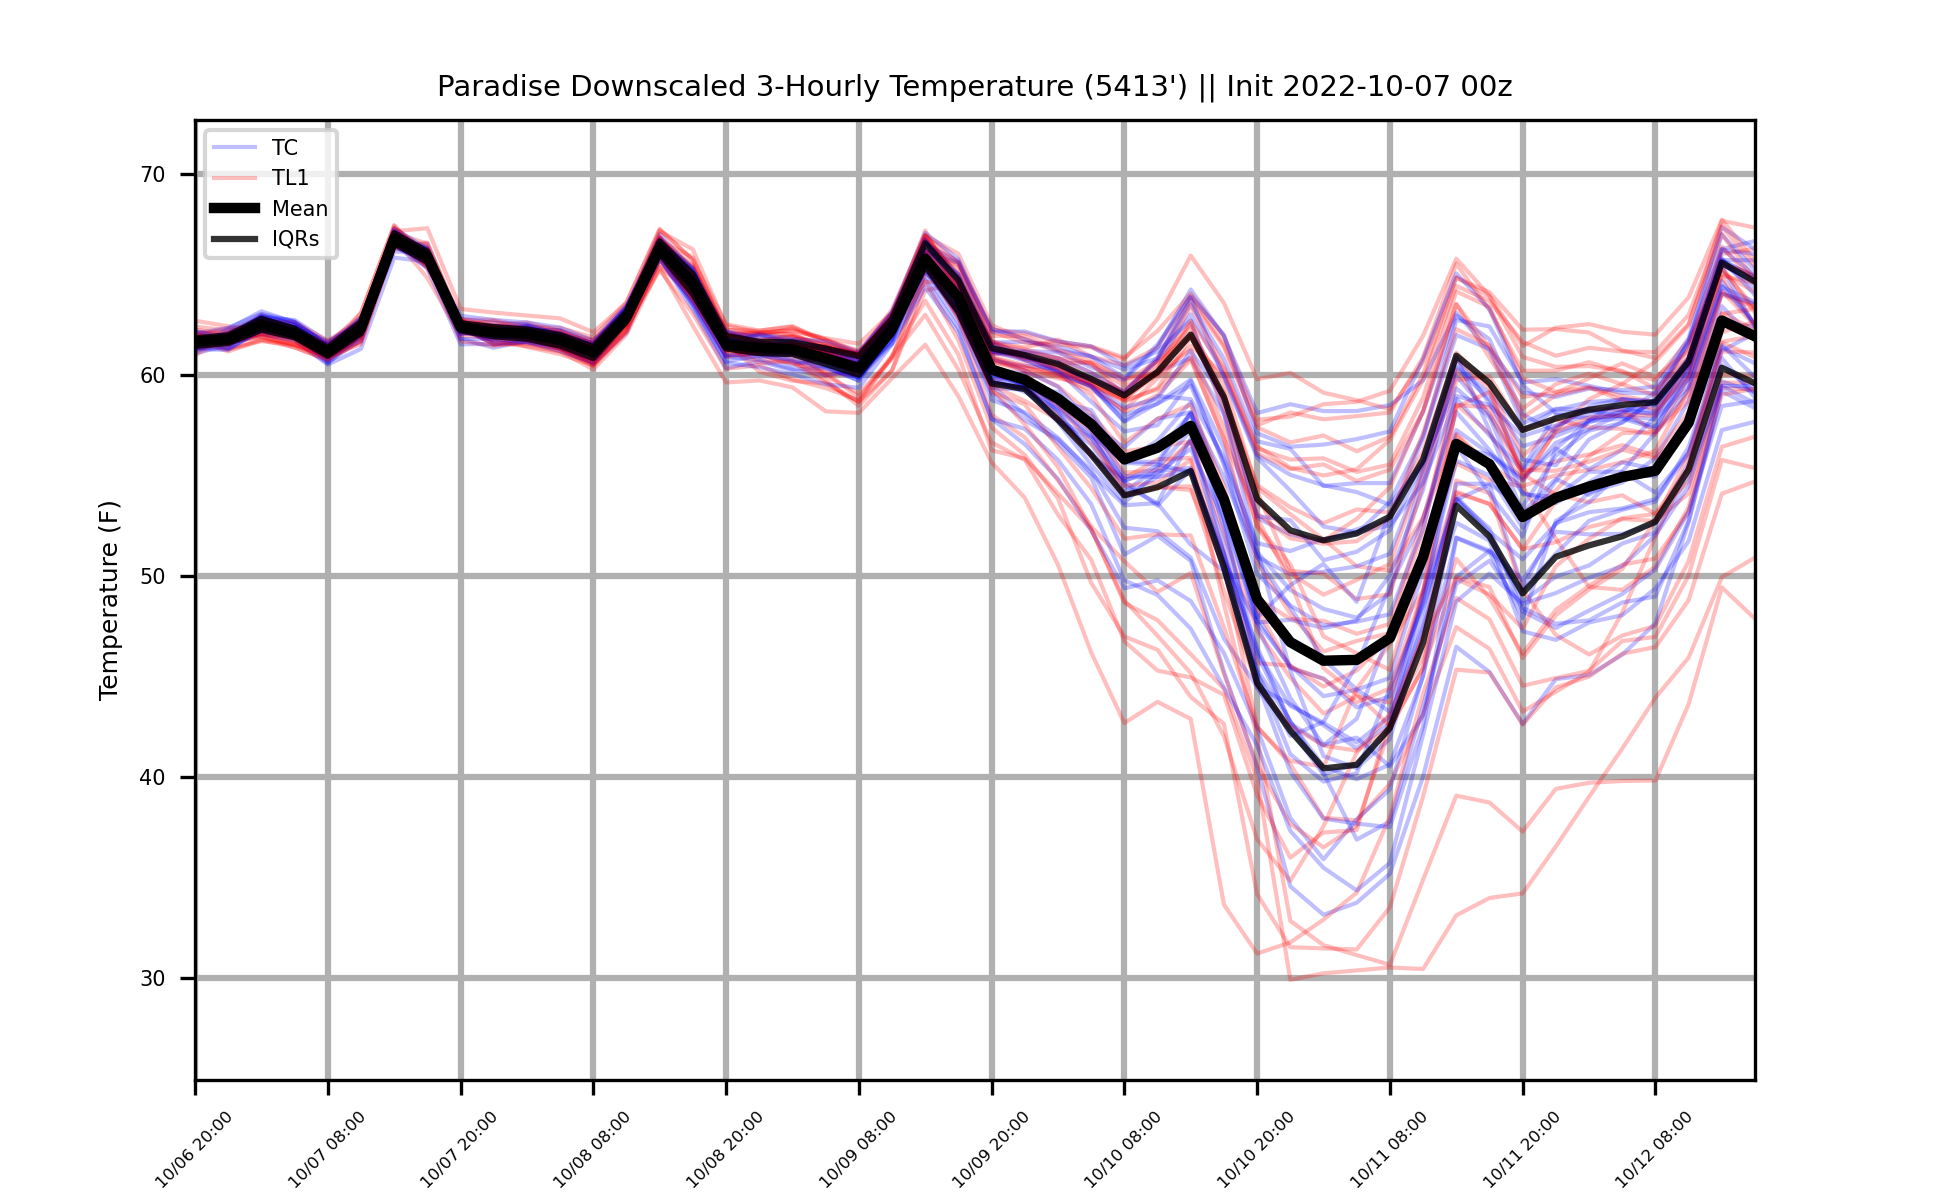 Paradise Downscaled 3-Hourly Temperature (5413') || Init 2022-10-07 00z
TC
TL1
Mean
IQRs
Temperature (F)
70
60
50
40
30
10/06 20:00
10/07 08:00
10/07 20:00
10/08 08:00
10/08 20:00
10/09 08:00
10/09 20:00
10/10 08:00
10/10 20:00
10/11 08:00
10/11 20:00
10/12 08:00